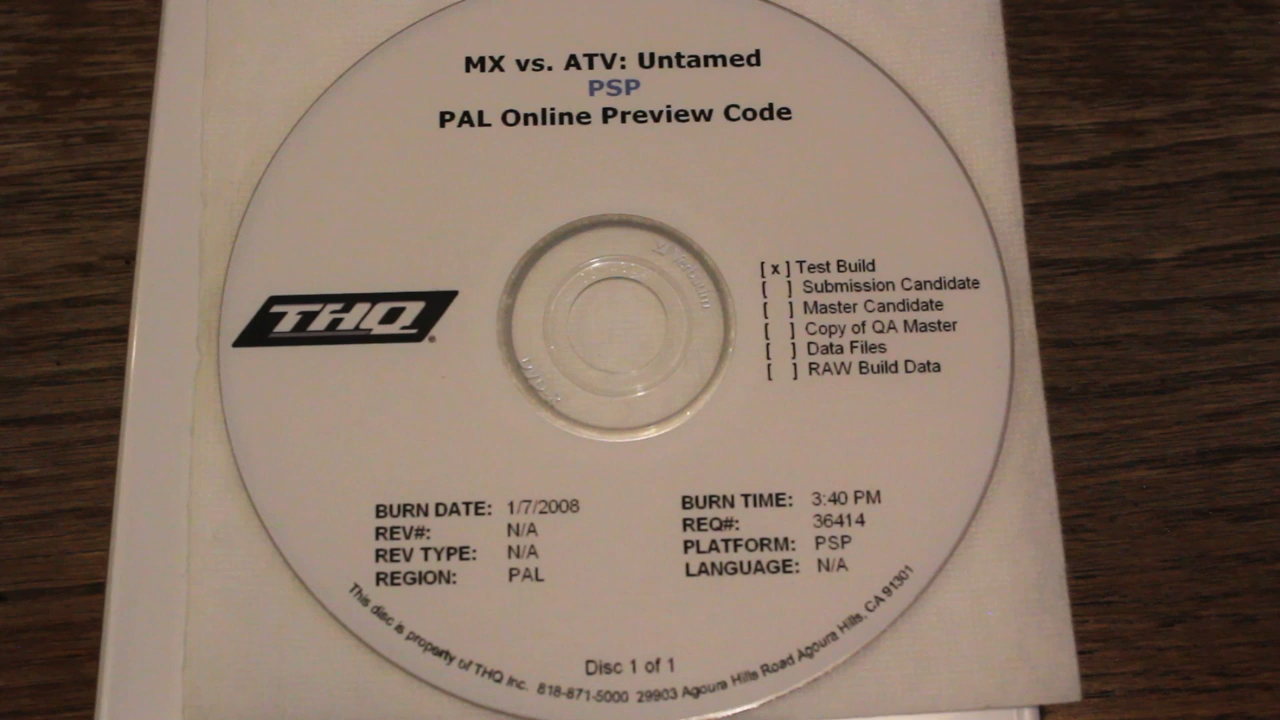 MX vs. ATV: Untamed
PSP
PAL Online Preview Code
Verbatim
THQ
[ x ] Test Build
[ ] Submission Candidate
[ ] Master Candidate
[ ] Copy of QA Master
[ ] Data Files
[ ] RAW Build Data
BURN DATE: 1/7/2008
REV#: N/A
REV TYPE: N/A
REGION: PAL
BURN TIME: 3:40 PM
REQ#: 36414
PLATFORM: PSP
LANGUAGE: N/A
Disc 1 of 1
This disc is property of THQ Inc. 818-871-5000 29903 Agoura Hills Road Agoura Hills, CA 91301